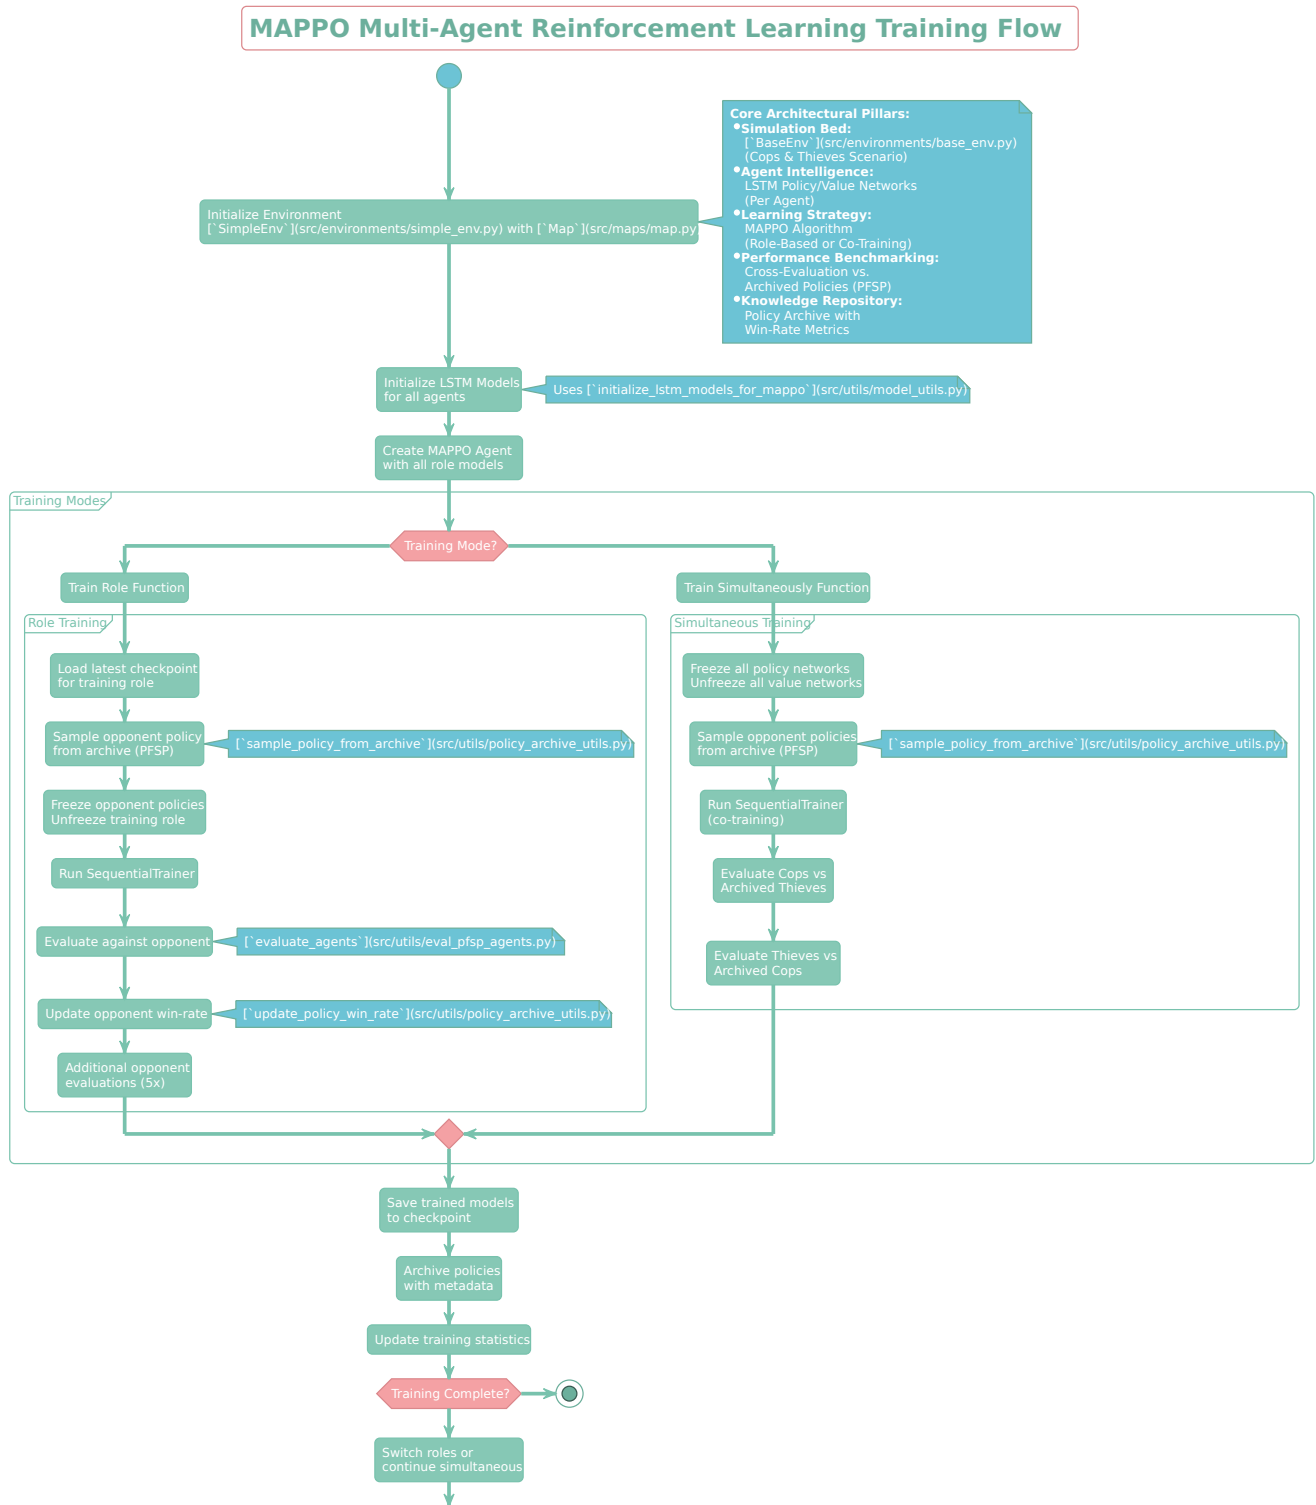 MAPPO Multi-Agent Reinforcement Learning Training Flow
Core Architectural Pillars:
•Simulation Bed:
[`BaseEnv`](src/environments/base_env.py)
(Cops & Thieves Scenario)
•Agent Intelligence:
LSTM Policy/Value Networks
(Per Agent)
•Learning Strategy:
MAPPO Algorithm
(Role-Based or Co-Training)
•Performance Benchmarking:
Cross-Evaluation vs.
Archived Policies (PFSP)
•Knowledge Repository:
Policy Archive with
Win-Rate Metrics
Initialize Environment
[`SimpleEnv`](src/environments/simple_env.py) with [`Map`](src/maps/map.py)
Initialize LSTM Models
for all agents
Uses [`initialize_lstm_models_for_mappo`](src/utils/model_utils.py)
Create MAPPO Agent
with all role models
Training Modes
Training Mode?
Train Role Function
Role Training
Load latest checkpoint
for training role
Sample opponent policy
from archive (PFSP)
[`sample_policy_from_archive`](src/utils/policy_archive_utils.py)
Freeze opponent policies
Unfreeze training role
Run SequentialTrainer
Evaluate against opponent
[`evaluate_agents`](src/utils/eval_pfsp_agents.py)
Update opponent win-rate
[`update_policy_win_rate`](src/utils/policy_archive_utils.py)
Additional opponent
evaluations (5x)
Train Simultaneously Function
Simultaneous Training
Freeze all policy networks
Unfreeze all value networks
Sample opponent policies
from archive (PFSP)
[`sample_policy_from_archive`](src/utils/policy_archive_utils.py)
Run SequentialTrainer
(co-training)
Evaluate Cops vs
Archived Thieves
Evaluate Thieves vs
Archived Cops
Save trained models
to checkpoint
Archive policies
with metadata
Update training statistics
Training Complete?
Switch roles or
continue simultaneous